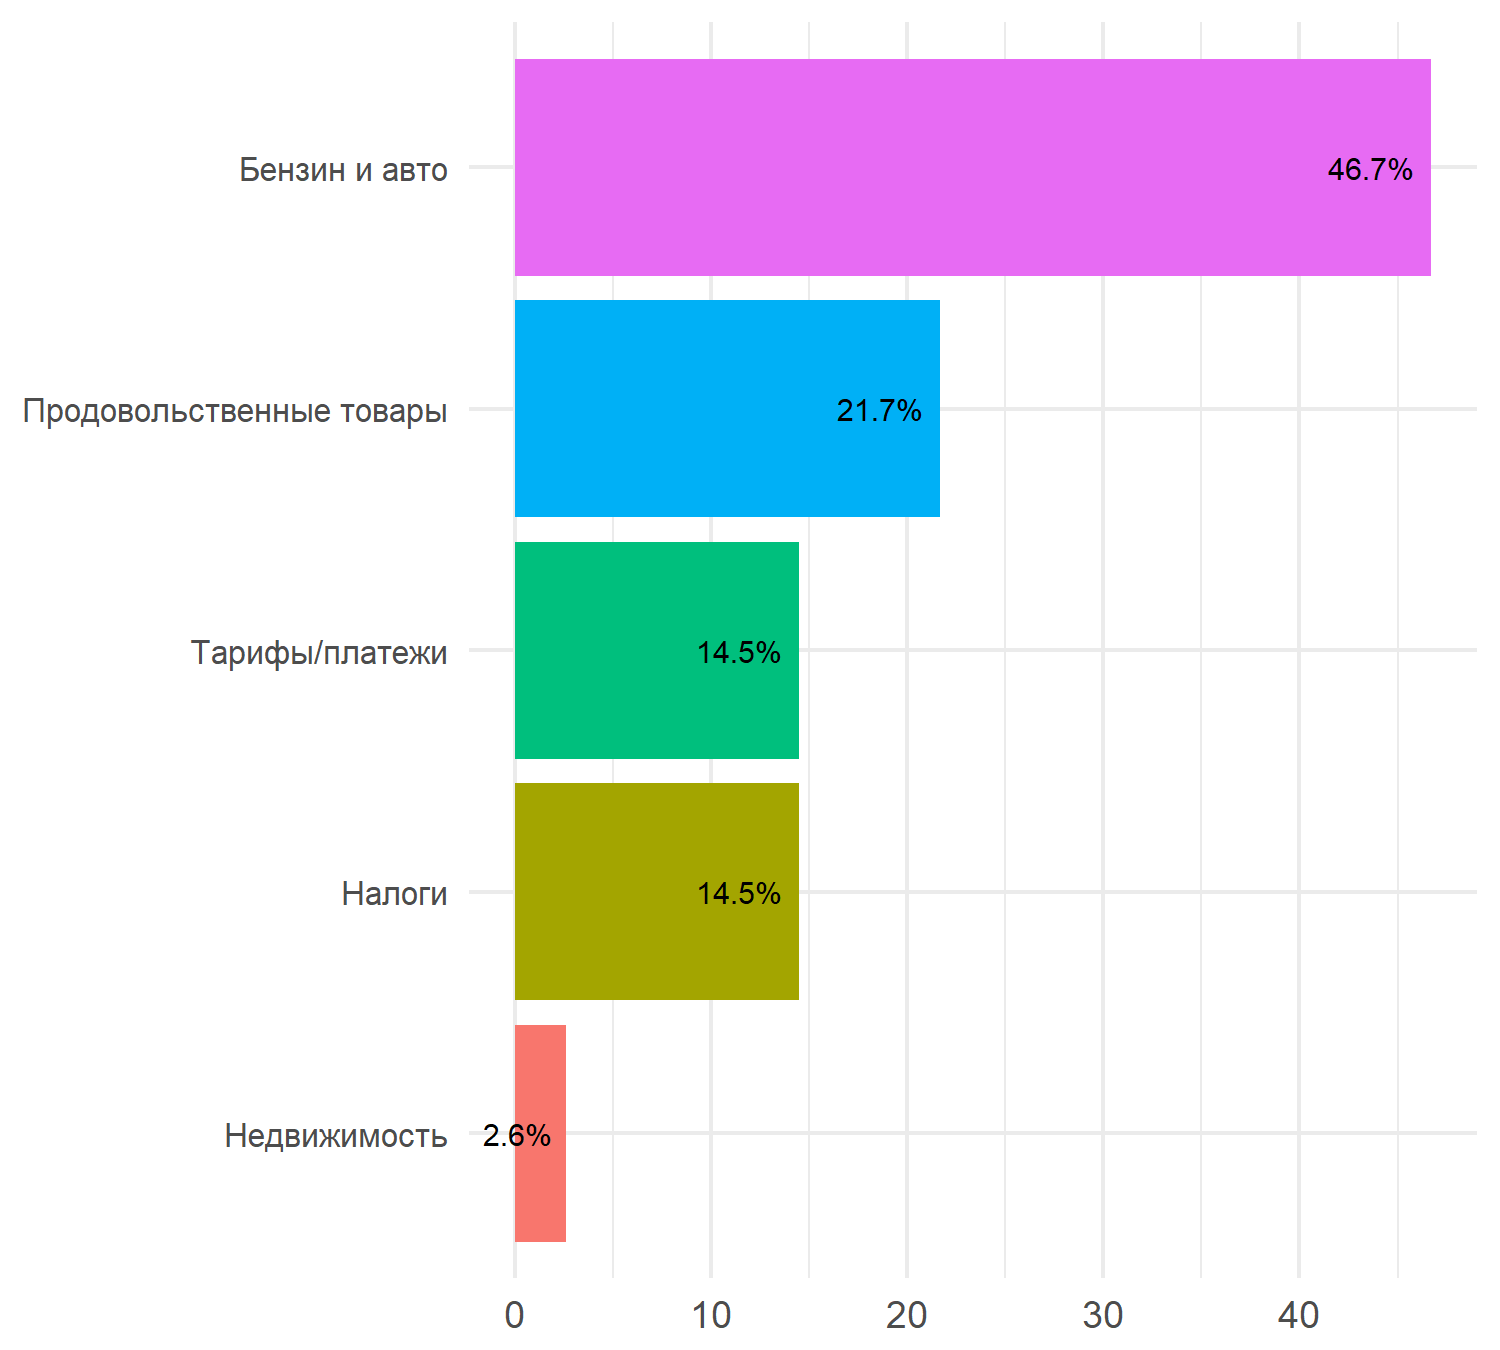 Бензин и авто
46.7%
Продовольственные товары
21.7%
Тарифы/платежи
14.5%
Налоги
14.5%
Недвижимость
2.6%
0 10 20 30 40